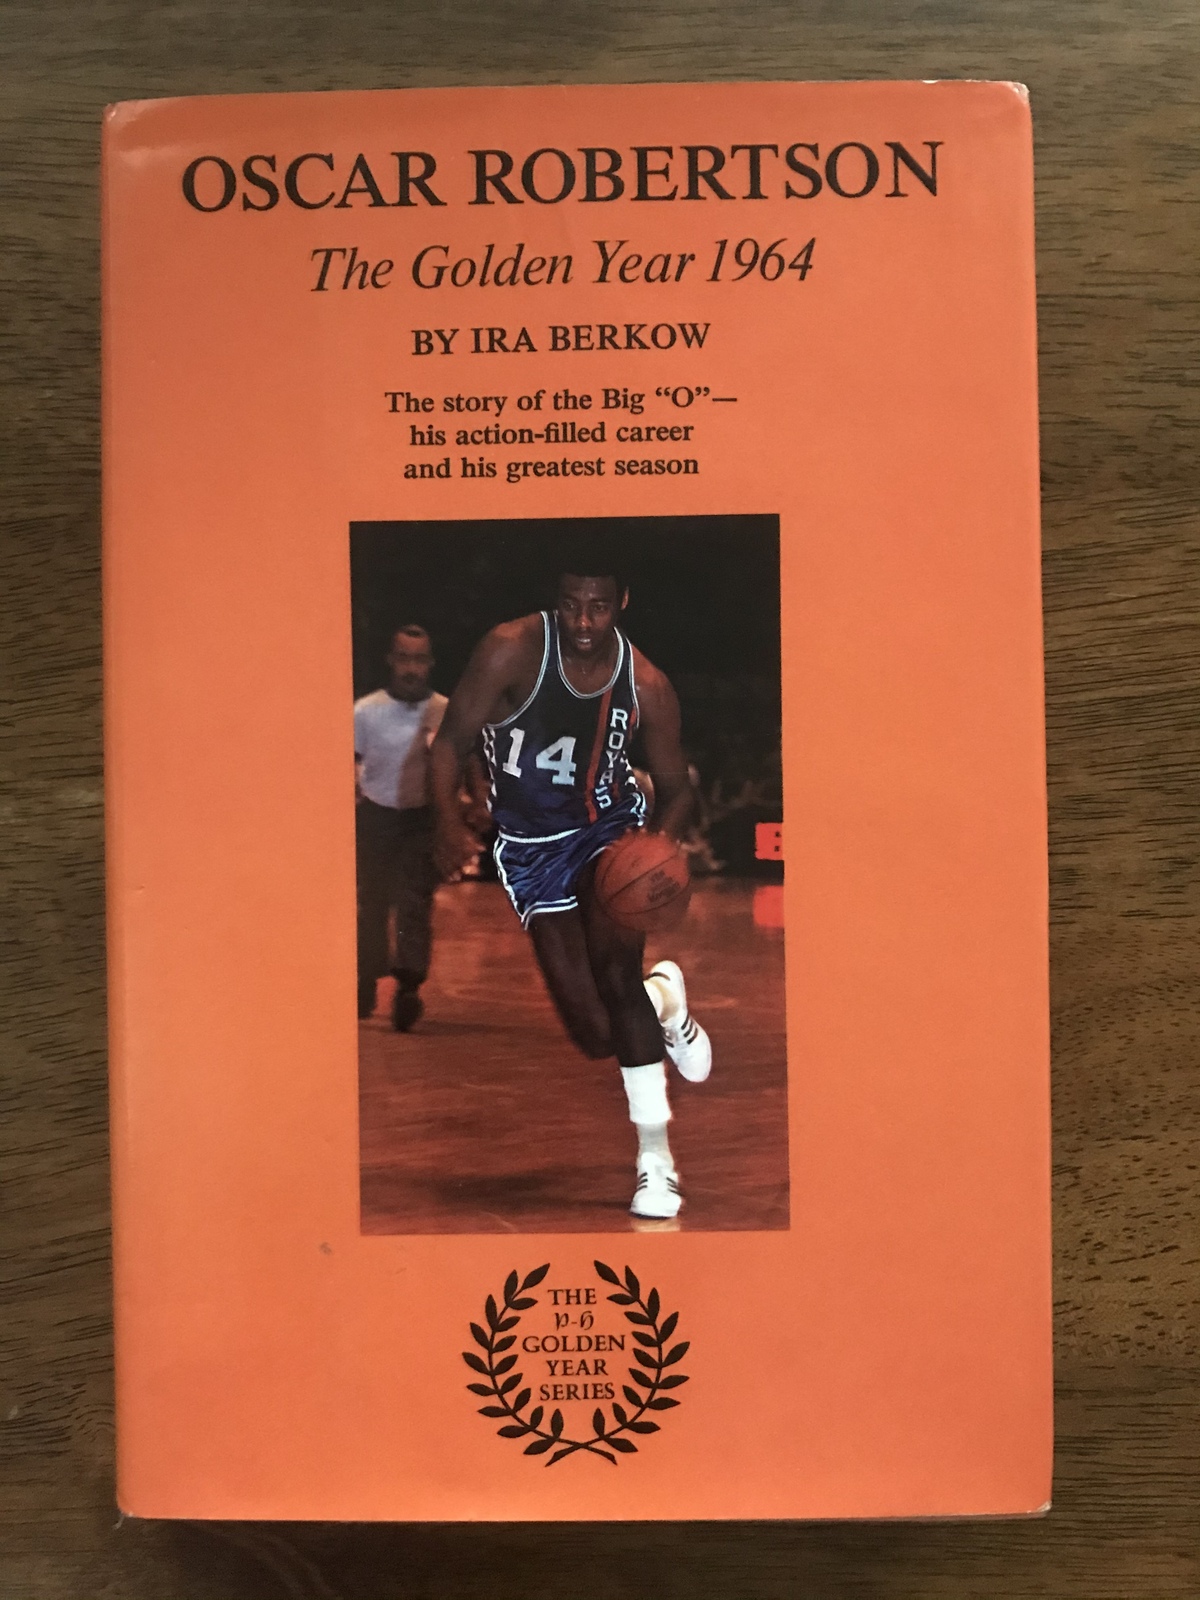 OSCAR ROBERTSON
The Golden Year 1964
BY IRA BERKOW
The story of the Big “O”—
his action-filled career
and his greatest season
14
ROYALS
THE
P-H
GOLDEN
YEAR
SERIES